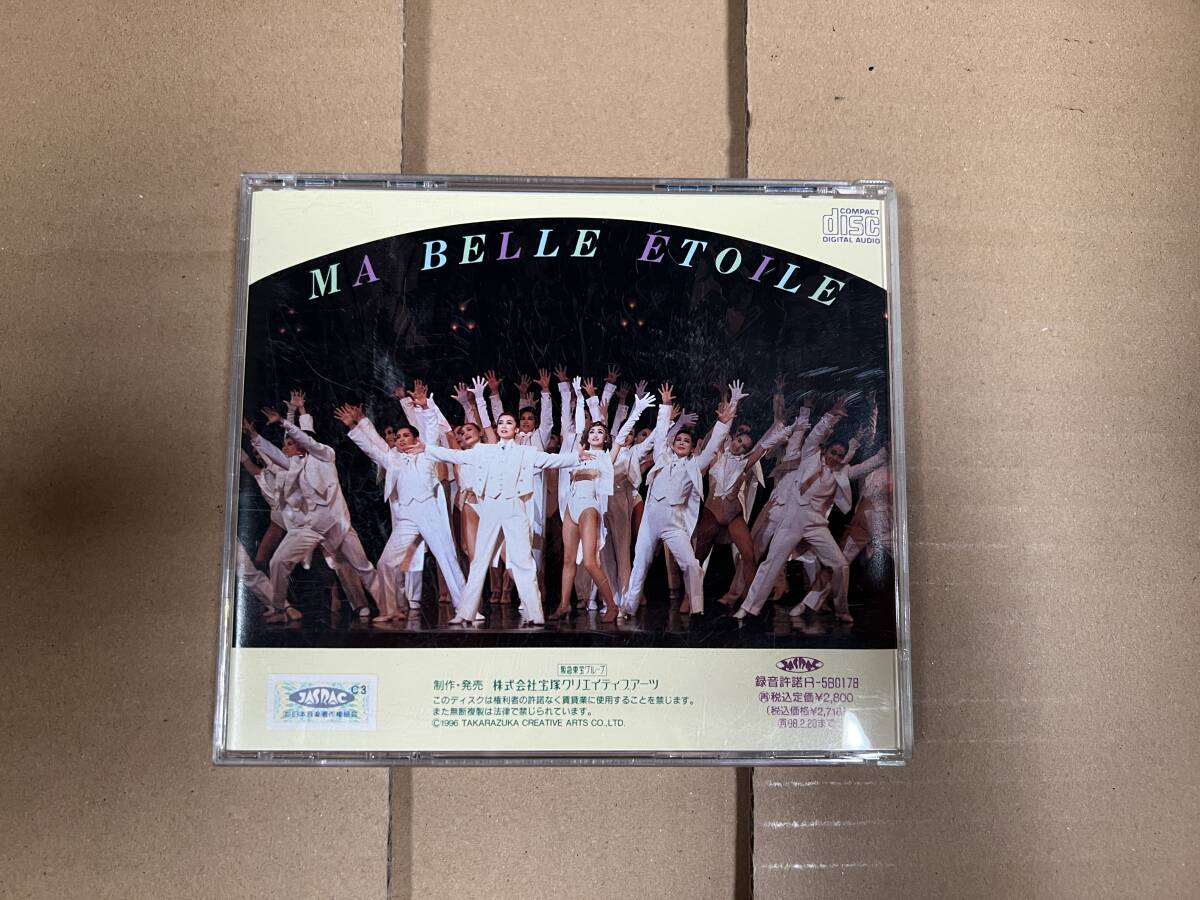 COMPACT
disc
DIGITAL AUDIO
MA BELLE ÉTOILE
阪急東宝グループ
制作・発売 株式会社宝塚クリエイティブアーツ
このディスクは権利者の許諾なく賃貸業に使用することを禁じます。
また無断複製は法律で禁じられています。
©1996 TAKARAZUKA CREATIVE ARTS CO.,LTD.
JASRAC
C3
JASRAC
録音許諾R-5B0178
再税込定価¥2,800
(税込価格¥2,718)
再98.2.20まで